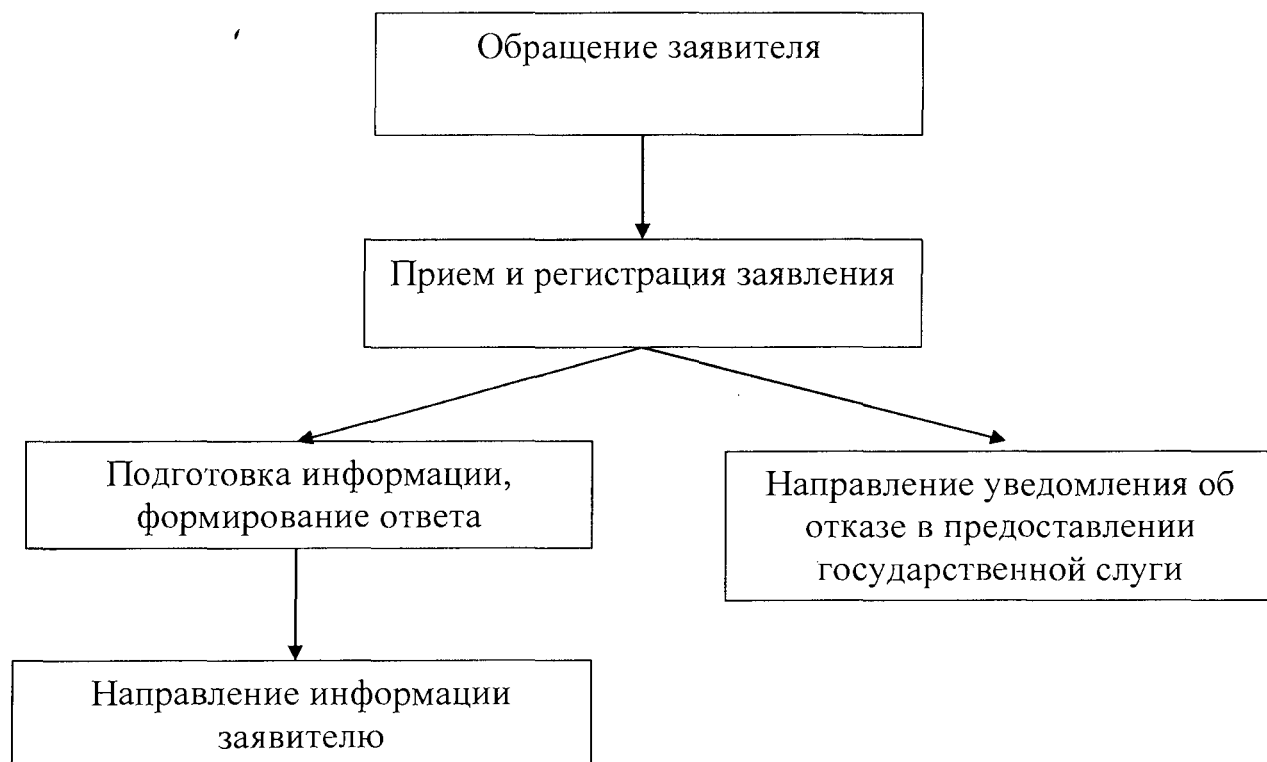 Обращение заявителя
Прием и регистрация заявления
Подготовка информации,
формирование ответа
Направление уведомления об
отказе в предоставлении
государственной слуги
Направление информации
заявителю